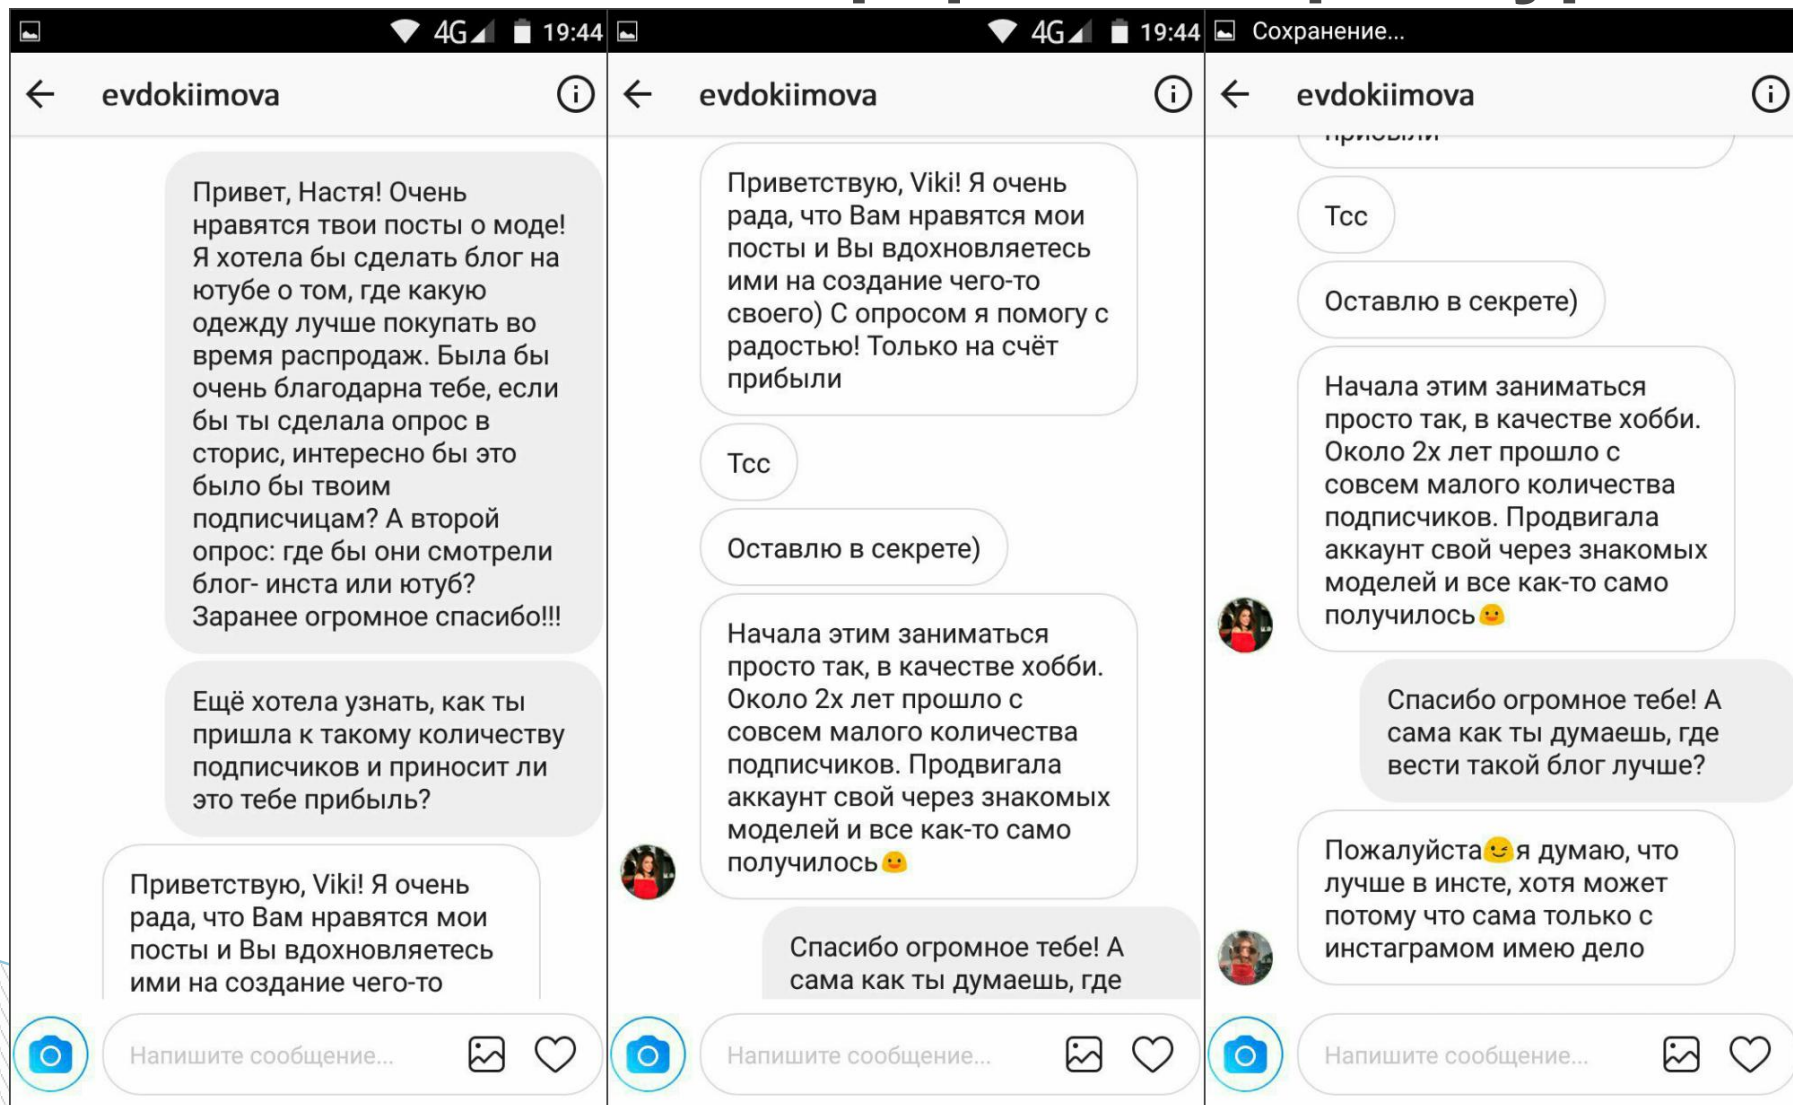 4G 19:44
evdokiimova
Привет, Настя! Очень
нравятся твои посты о моде!
Я хотела бы сделать блог на
ютубе о том, где какую
одежду лучше покупать во
время распродаж. Была бы
очень благодарна тебе, если
бы ты сделала опрос в
сторис, интересно бы это
было бы твоим
подписчицам? А второй
опрос: где бы они смотрели
блог- инста или ютуб?
Заранее огромное спасибо!!!
Ещё хотела узнать, как ты
пришла к такому количеству
подписчиков и приносит ли
это тебе прибыль?
Приветствую, Viki! Я очень
рада, что Вам нравятся мои
посты и Вы вдохновляетесь
ими на создание чего-то
Напишите сообщение...
4G 19:44
evdokiimova
Приветствую, Viki! Я очень
рада, что Вам нравятся мои
посты и Вы вдохновляетесь
ими на создание чего-то
своего) С опросом я помогу с
радостью! Только на счёт
прибыли
Тсс
Оставлю в секрете)
Начала этим заниматься
просто так, в качестве хобби.
Около 2х лет прошло с
совсем малого количества
подписчиков. Продвигала
аккаунт свой через знакомых
моделей и все как-то само
получилось
Спасибо огромное тебе! А
сама как ты думаешь, где
Напишите сообщение...
Сохранение...
evdokiimova
прибыли
Тсс
Оставлю в секрете)
Начала этим заниматься
просто так, в качестве хобби.
Около 2х лет прошло с
совсем малого количества
подписчиков. Продвигала
аккаунт свой через знакомых
моделей и все как-то само
получилось
Спасибо огромное тебе! А
сама как ты думаешь, где
вести такой блог лучше?
Пожалуйста😉я думаю, что
лучше в инсте, хотя может
потому что сама только с
инстаграмом имею дело
Напишите сообщение...